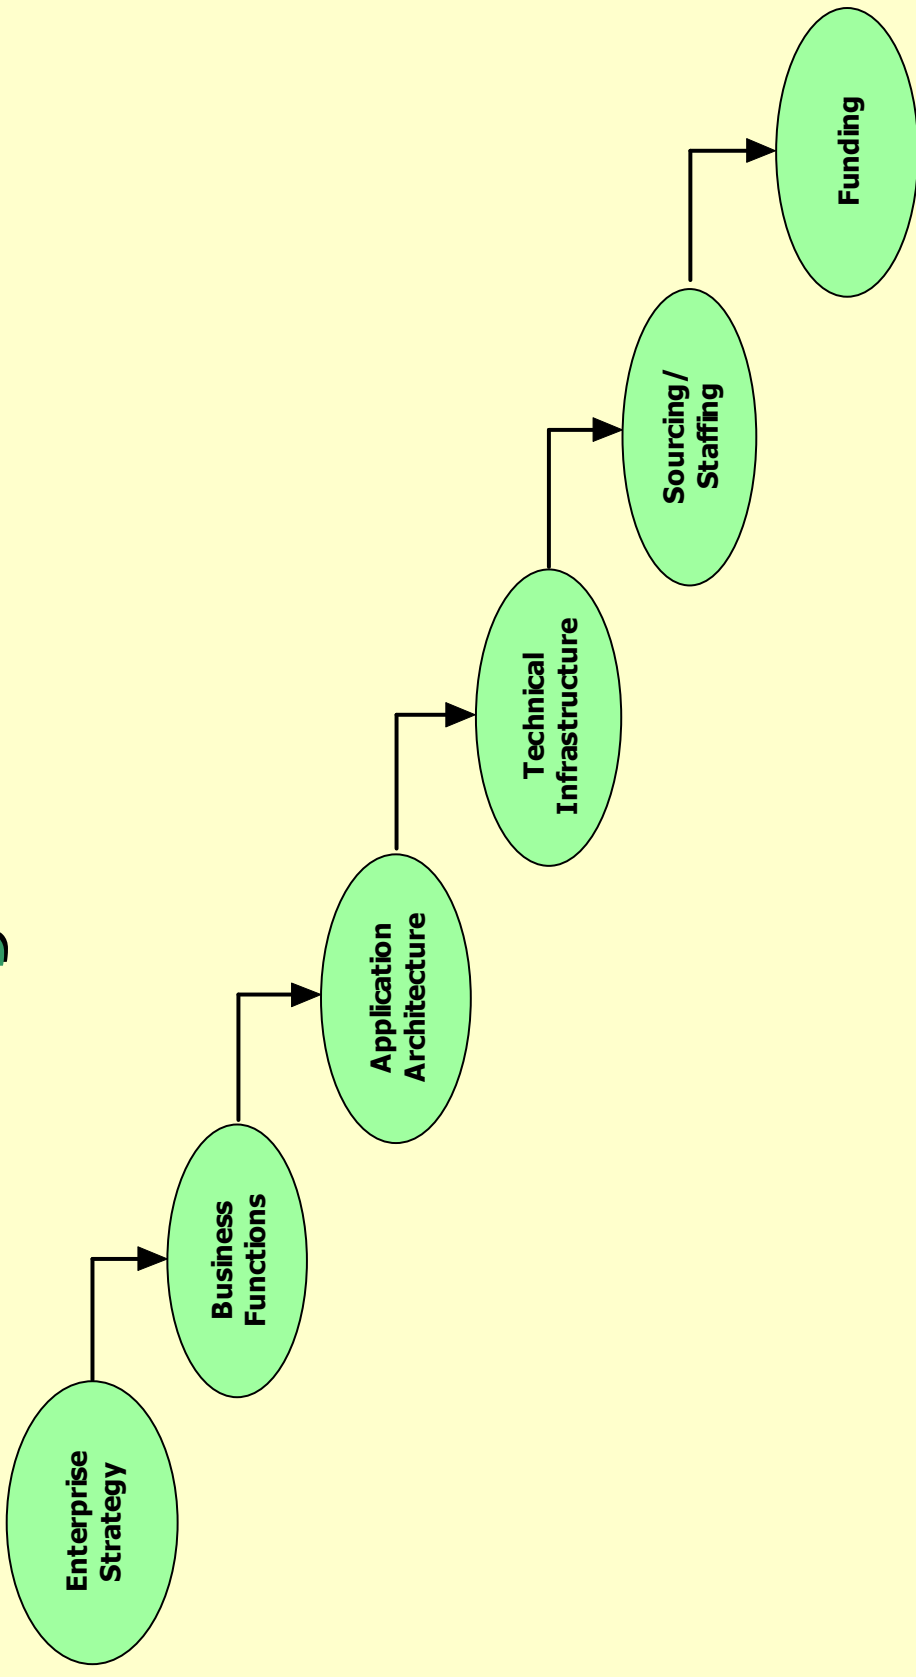 Enterprise
Strategy
Business
Functions
Application
Architecture
Technical
Infrastructure
Sourcing/
Staffing
Funding